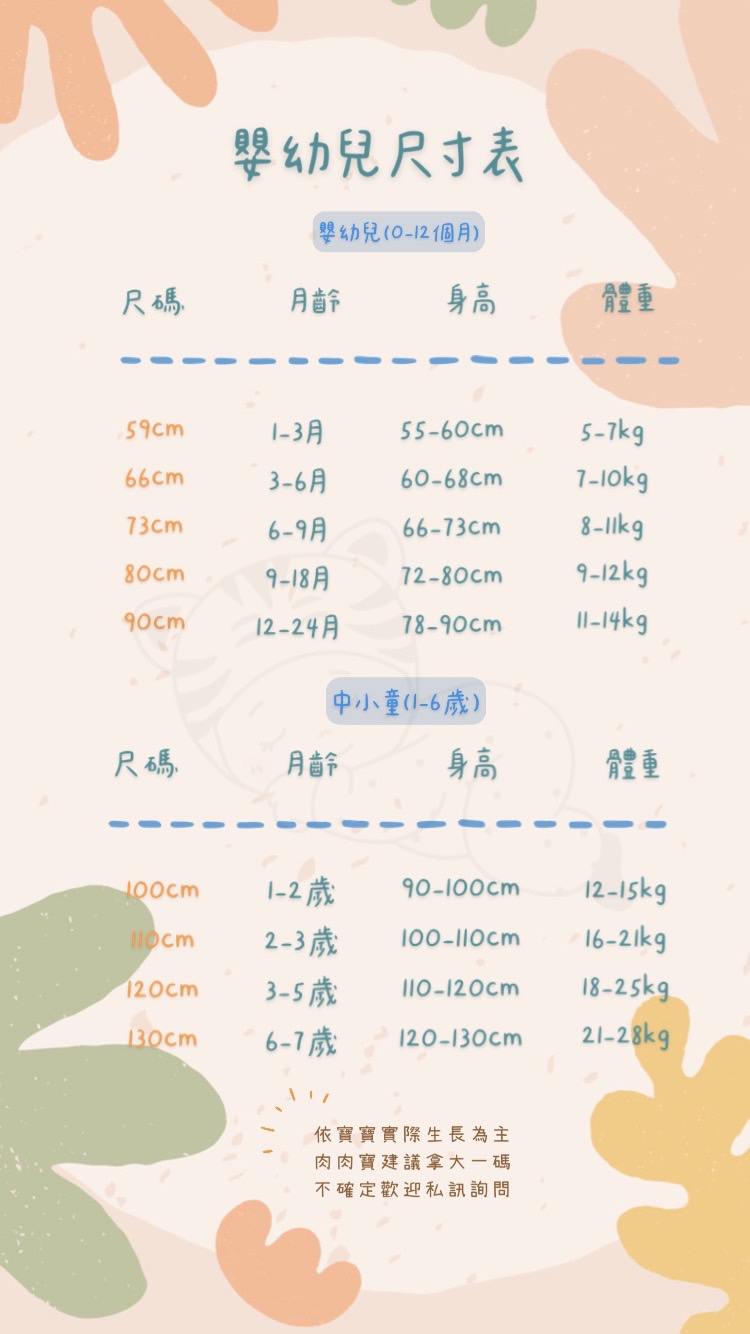 嬰幼兒尺寸表
嬰幼兒(0-12個月)
尺碼 月齡 身高 體重
59cm 1-3月 55-60cm 5-7kg
66cm 3-6月 60-68cm 7-10kg
73cm 6-9月 66-73cm 8-11kg
80cm 9-18月 72-80cm 9-12kg
90cm 12-24月 78-90cm 11-14kg
中小童(1-6歲)
尺碼 月齡 身高 體重
100cm 1-2歲 90-100cm 12-15kg
110cm 2-3歲 100-110cm 16-21kg
120cm 3-5歲 110-120cm 18-25kg
130cm 6-7歲 120-130cm 21-28kg
依寶寶實際生長為主
肉肉寶建議拿大一碼
不確定歡迎私訊詢問